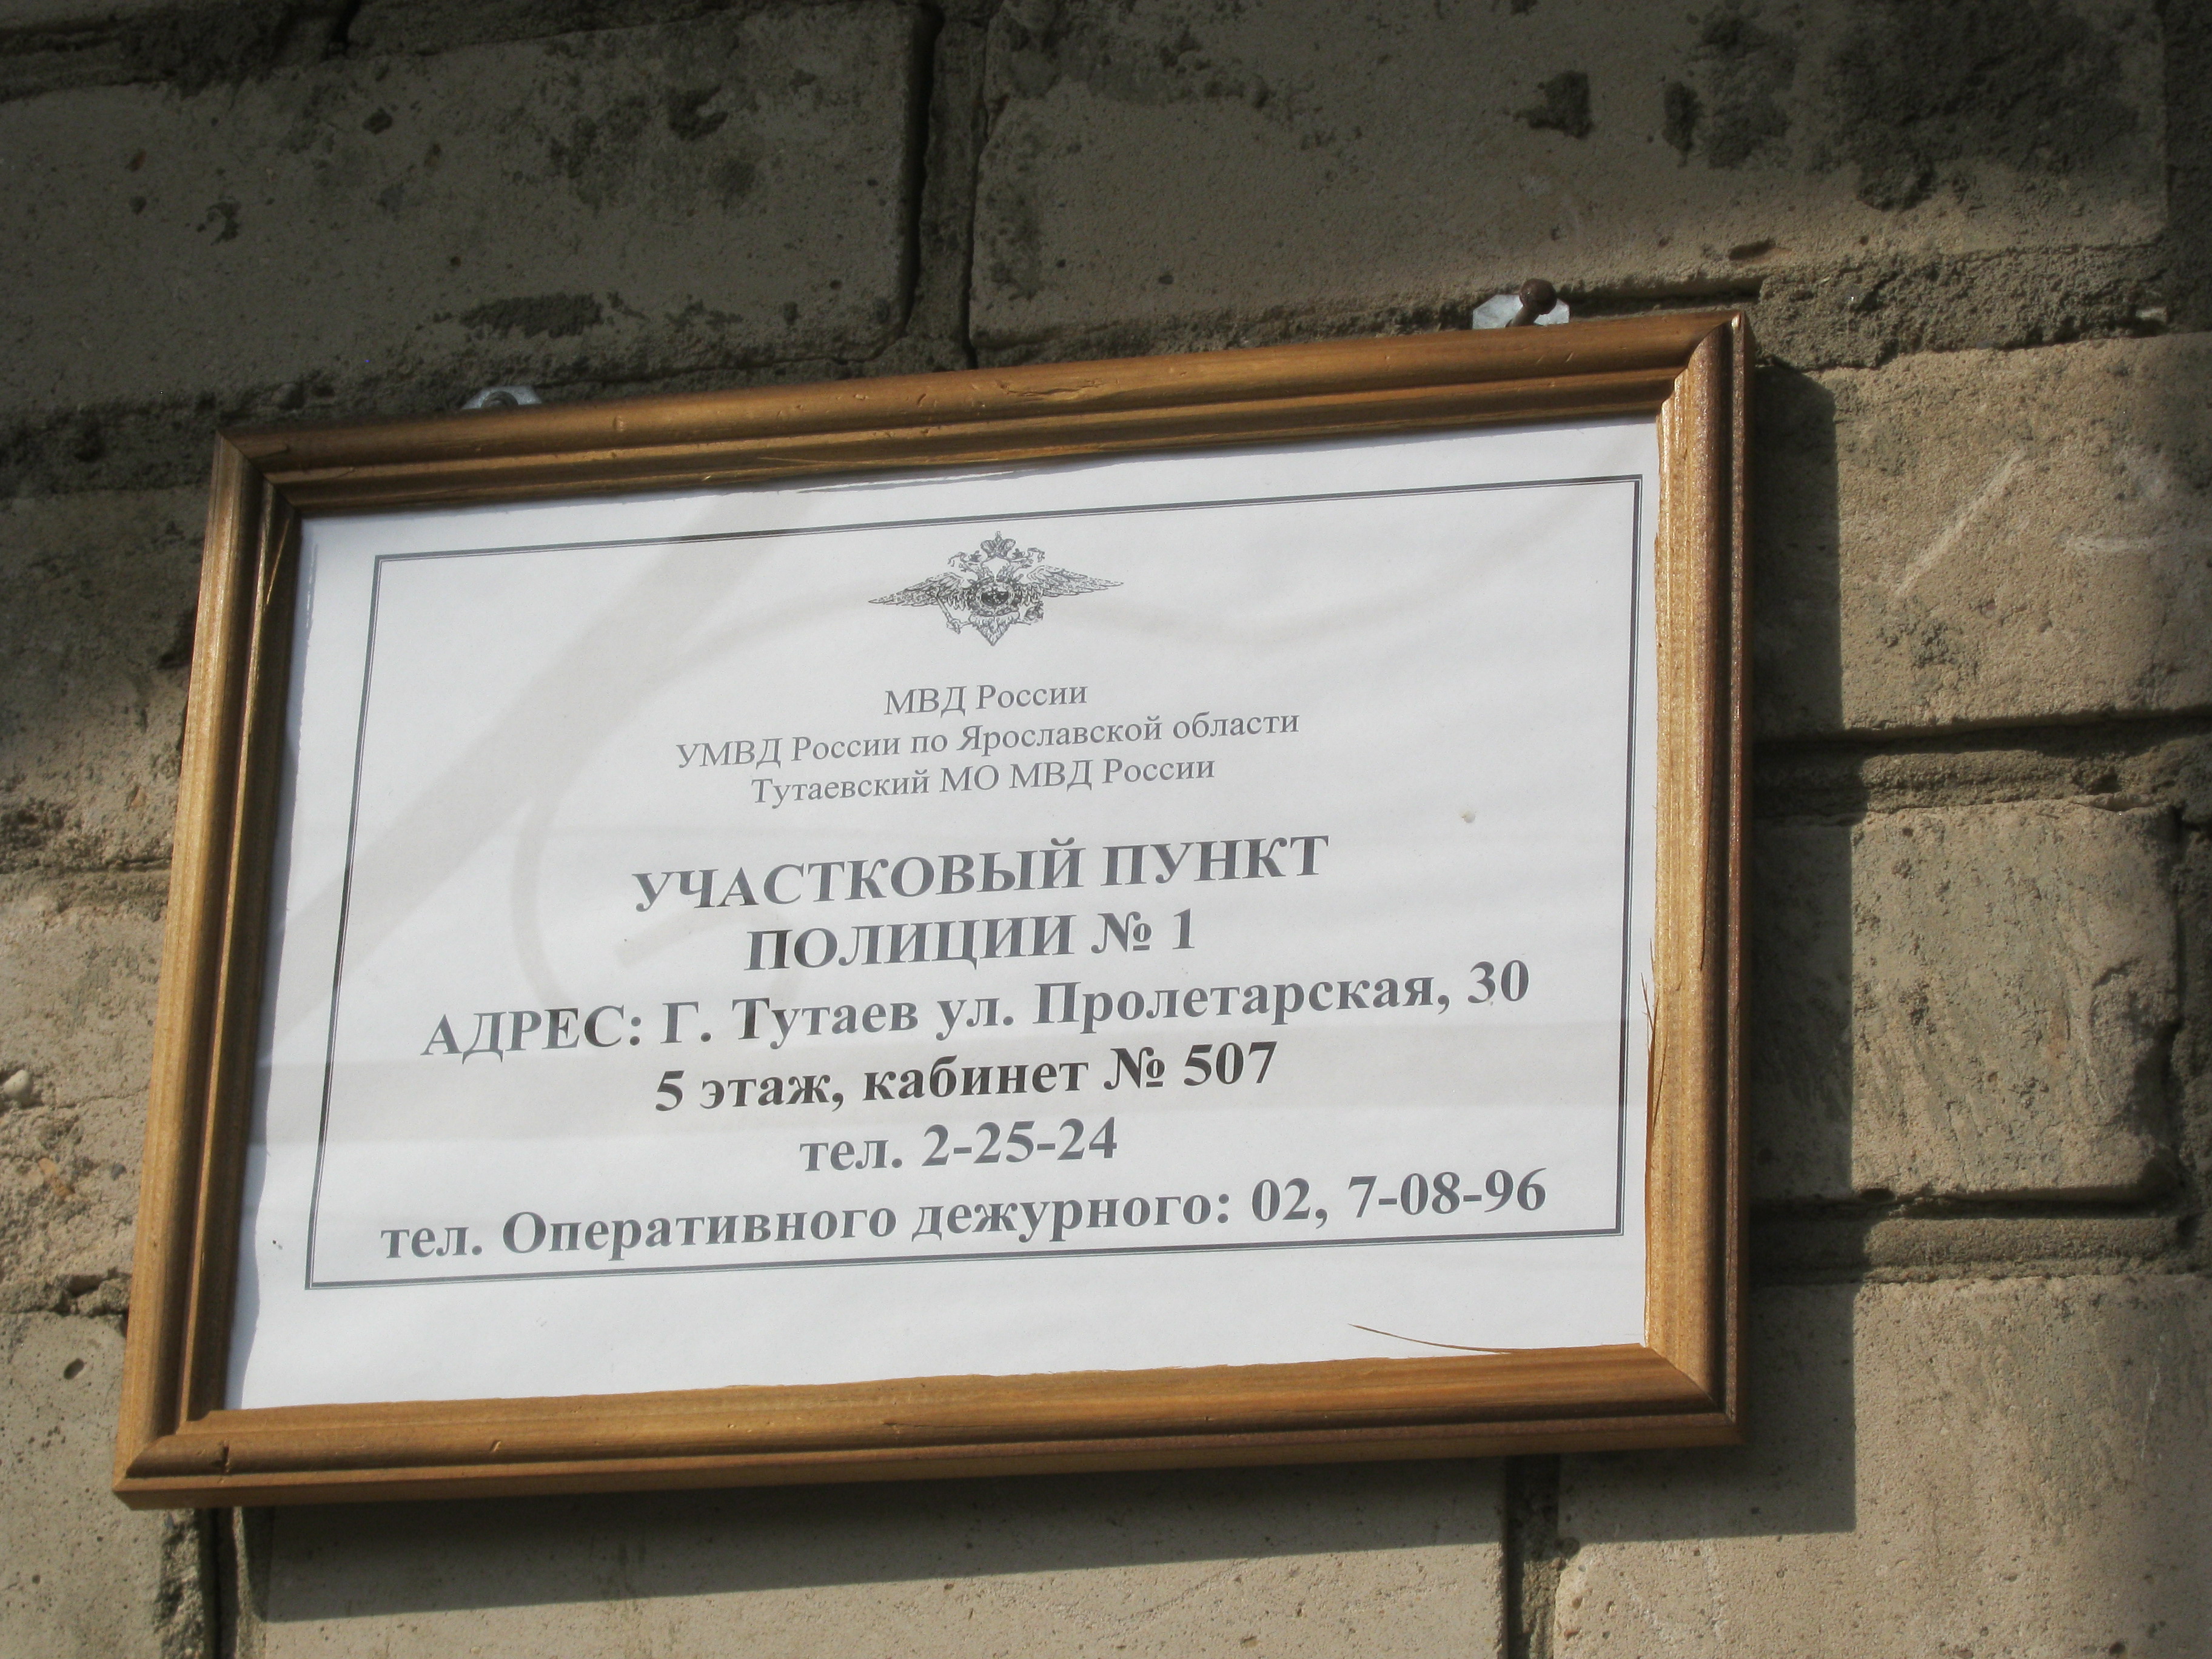 МВД России
УМВД России по Ярославской области
Тутаевский МО МВД России
УЧАСТКОВЫЙ ПУНКТ
ПОЛИЦИИ № 1
АДРЕС: Г. Тутаев ул. Пролетарская, 30
5 этаж, кабинет № 507
тел. 2-25-24
тел. Оперативного дежурного: 02, 7-08-96